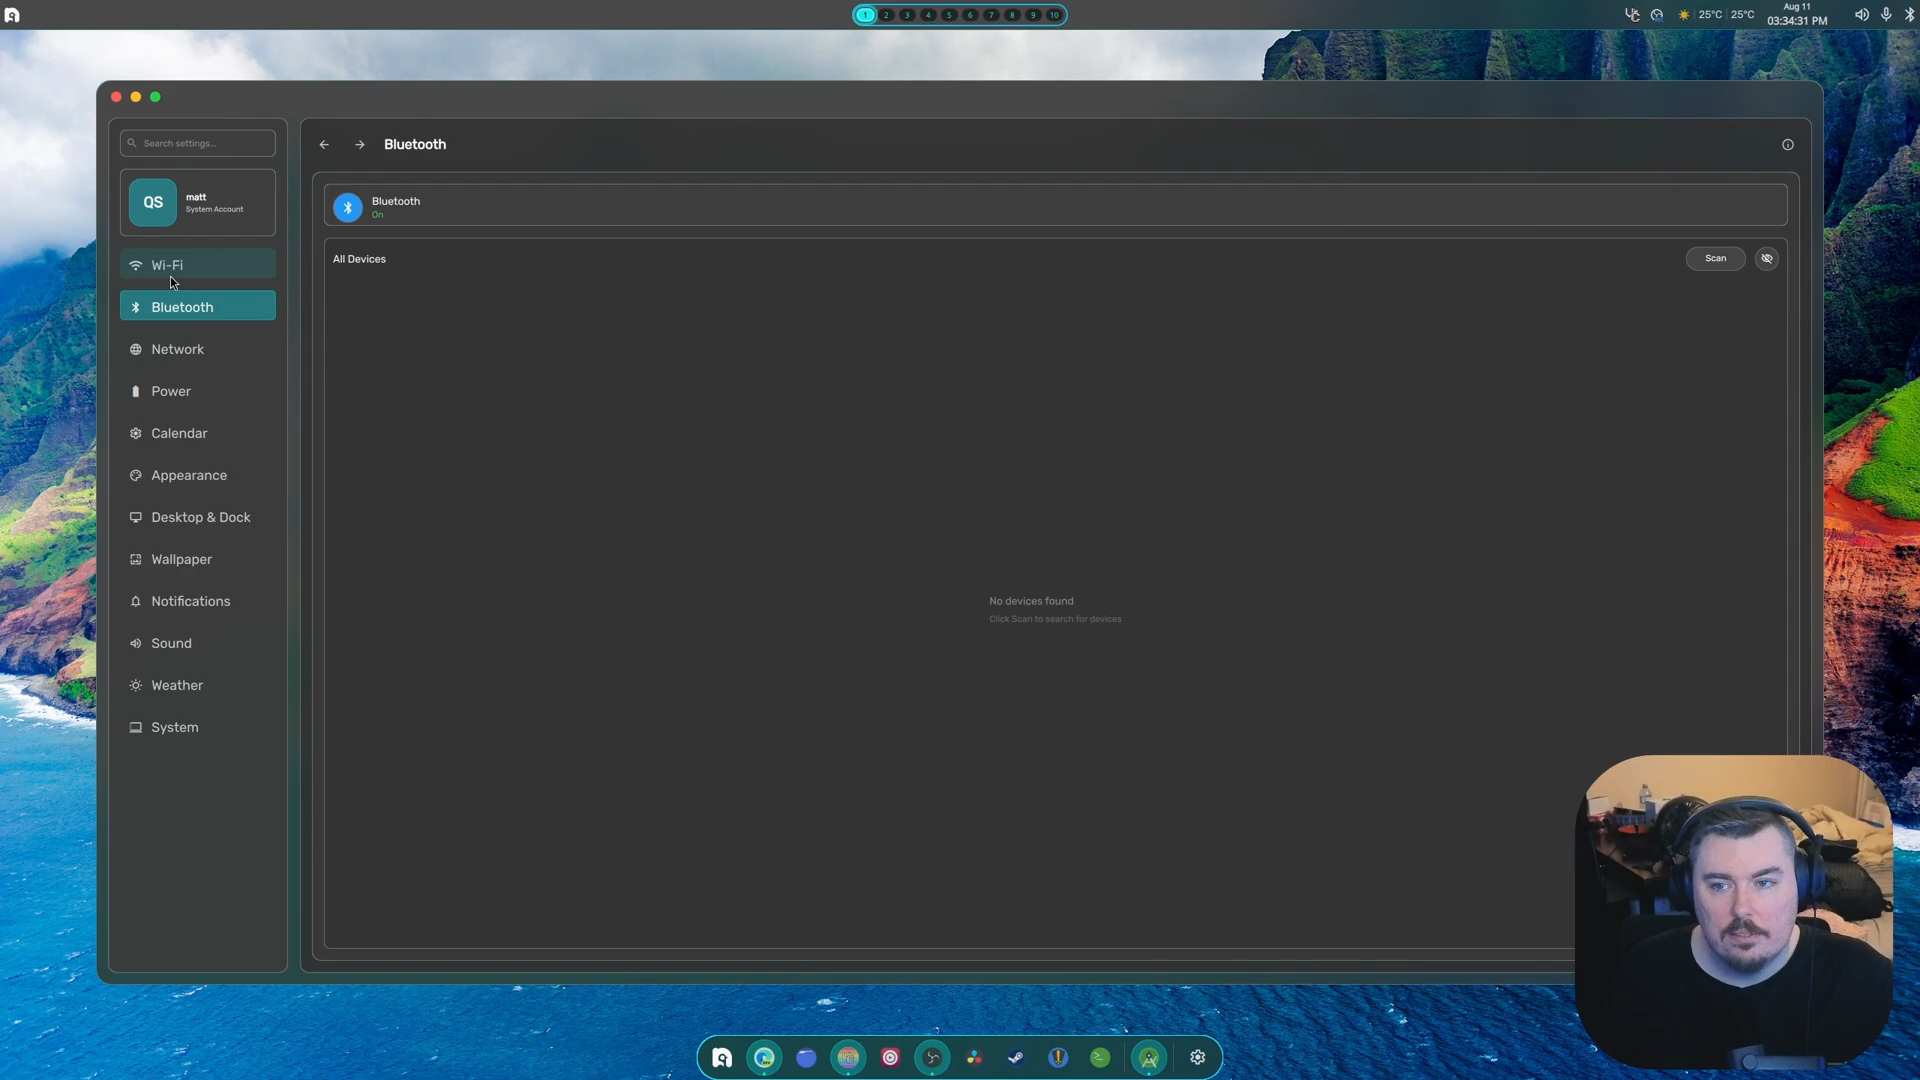 1 2 3 4 5 6 7 8 9 10
25°C 25°C
Aug 11
03:34:31 PM
Search settings...
QS
matt
System Account
Wi-Fi
Bluetooth
Network
Power
Calendar
Appearance
Desktop & Dock
Wallpaper
Notifications
Sound
Weather
System
Bluetooth
Bluetooth
On
All Devices
Scan
No devices found
Click Scan to search for devices